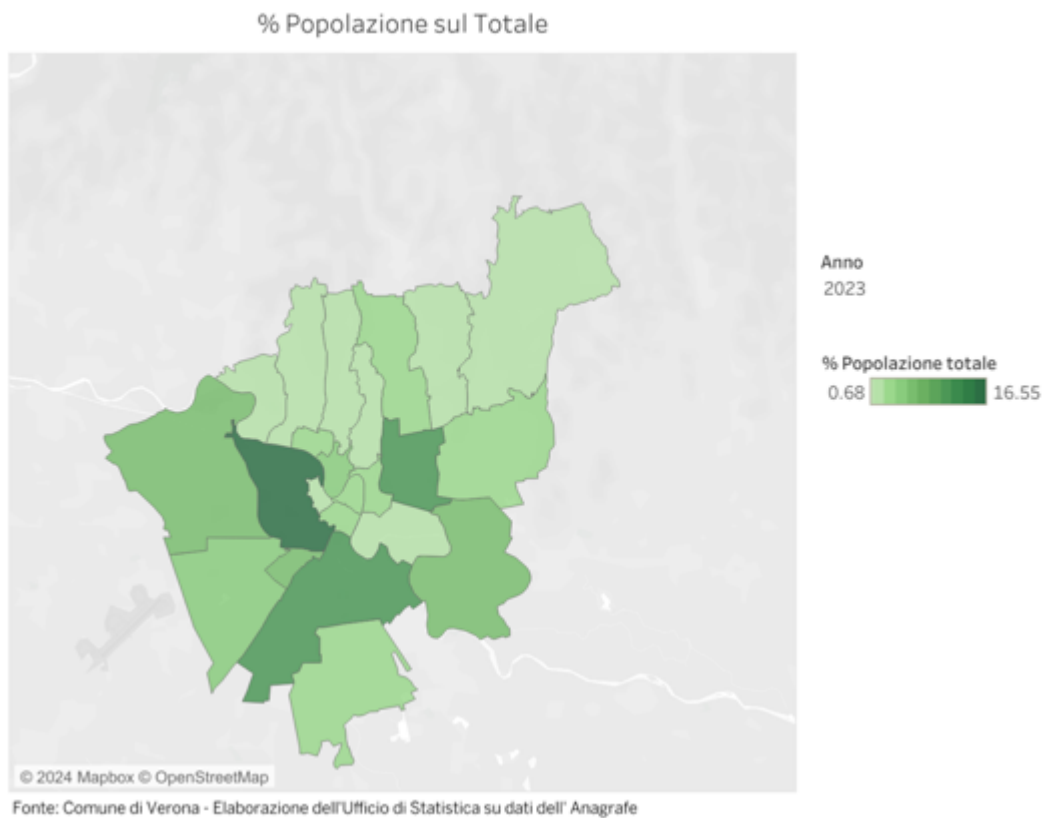 % Popolazione sul Totale
Anno
2023
% Popolazione totale
0.68 16.55
© 2024 Mapbox © OpenStreetMap
Fonte: Comune di Verona - Elaborazione dell'Ufficio di Statistica su dati dell' Anagrafe